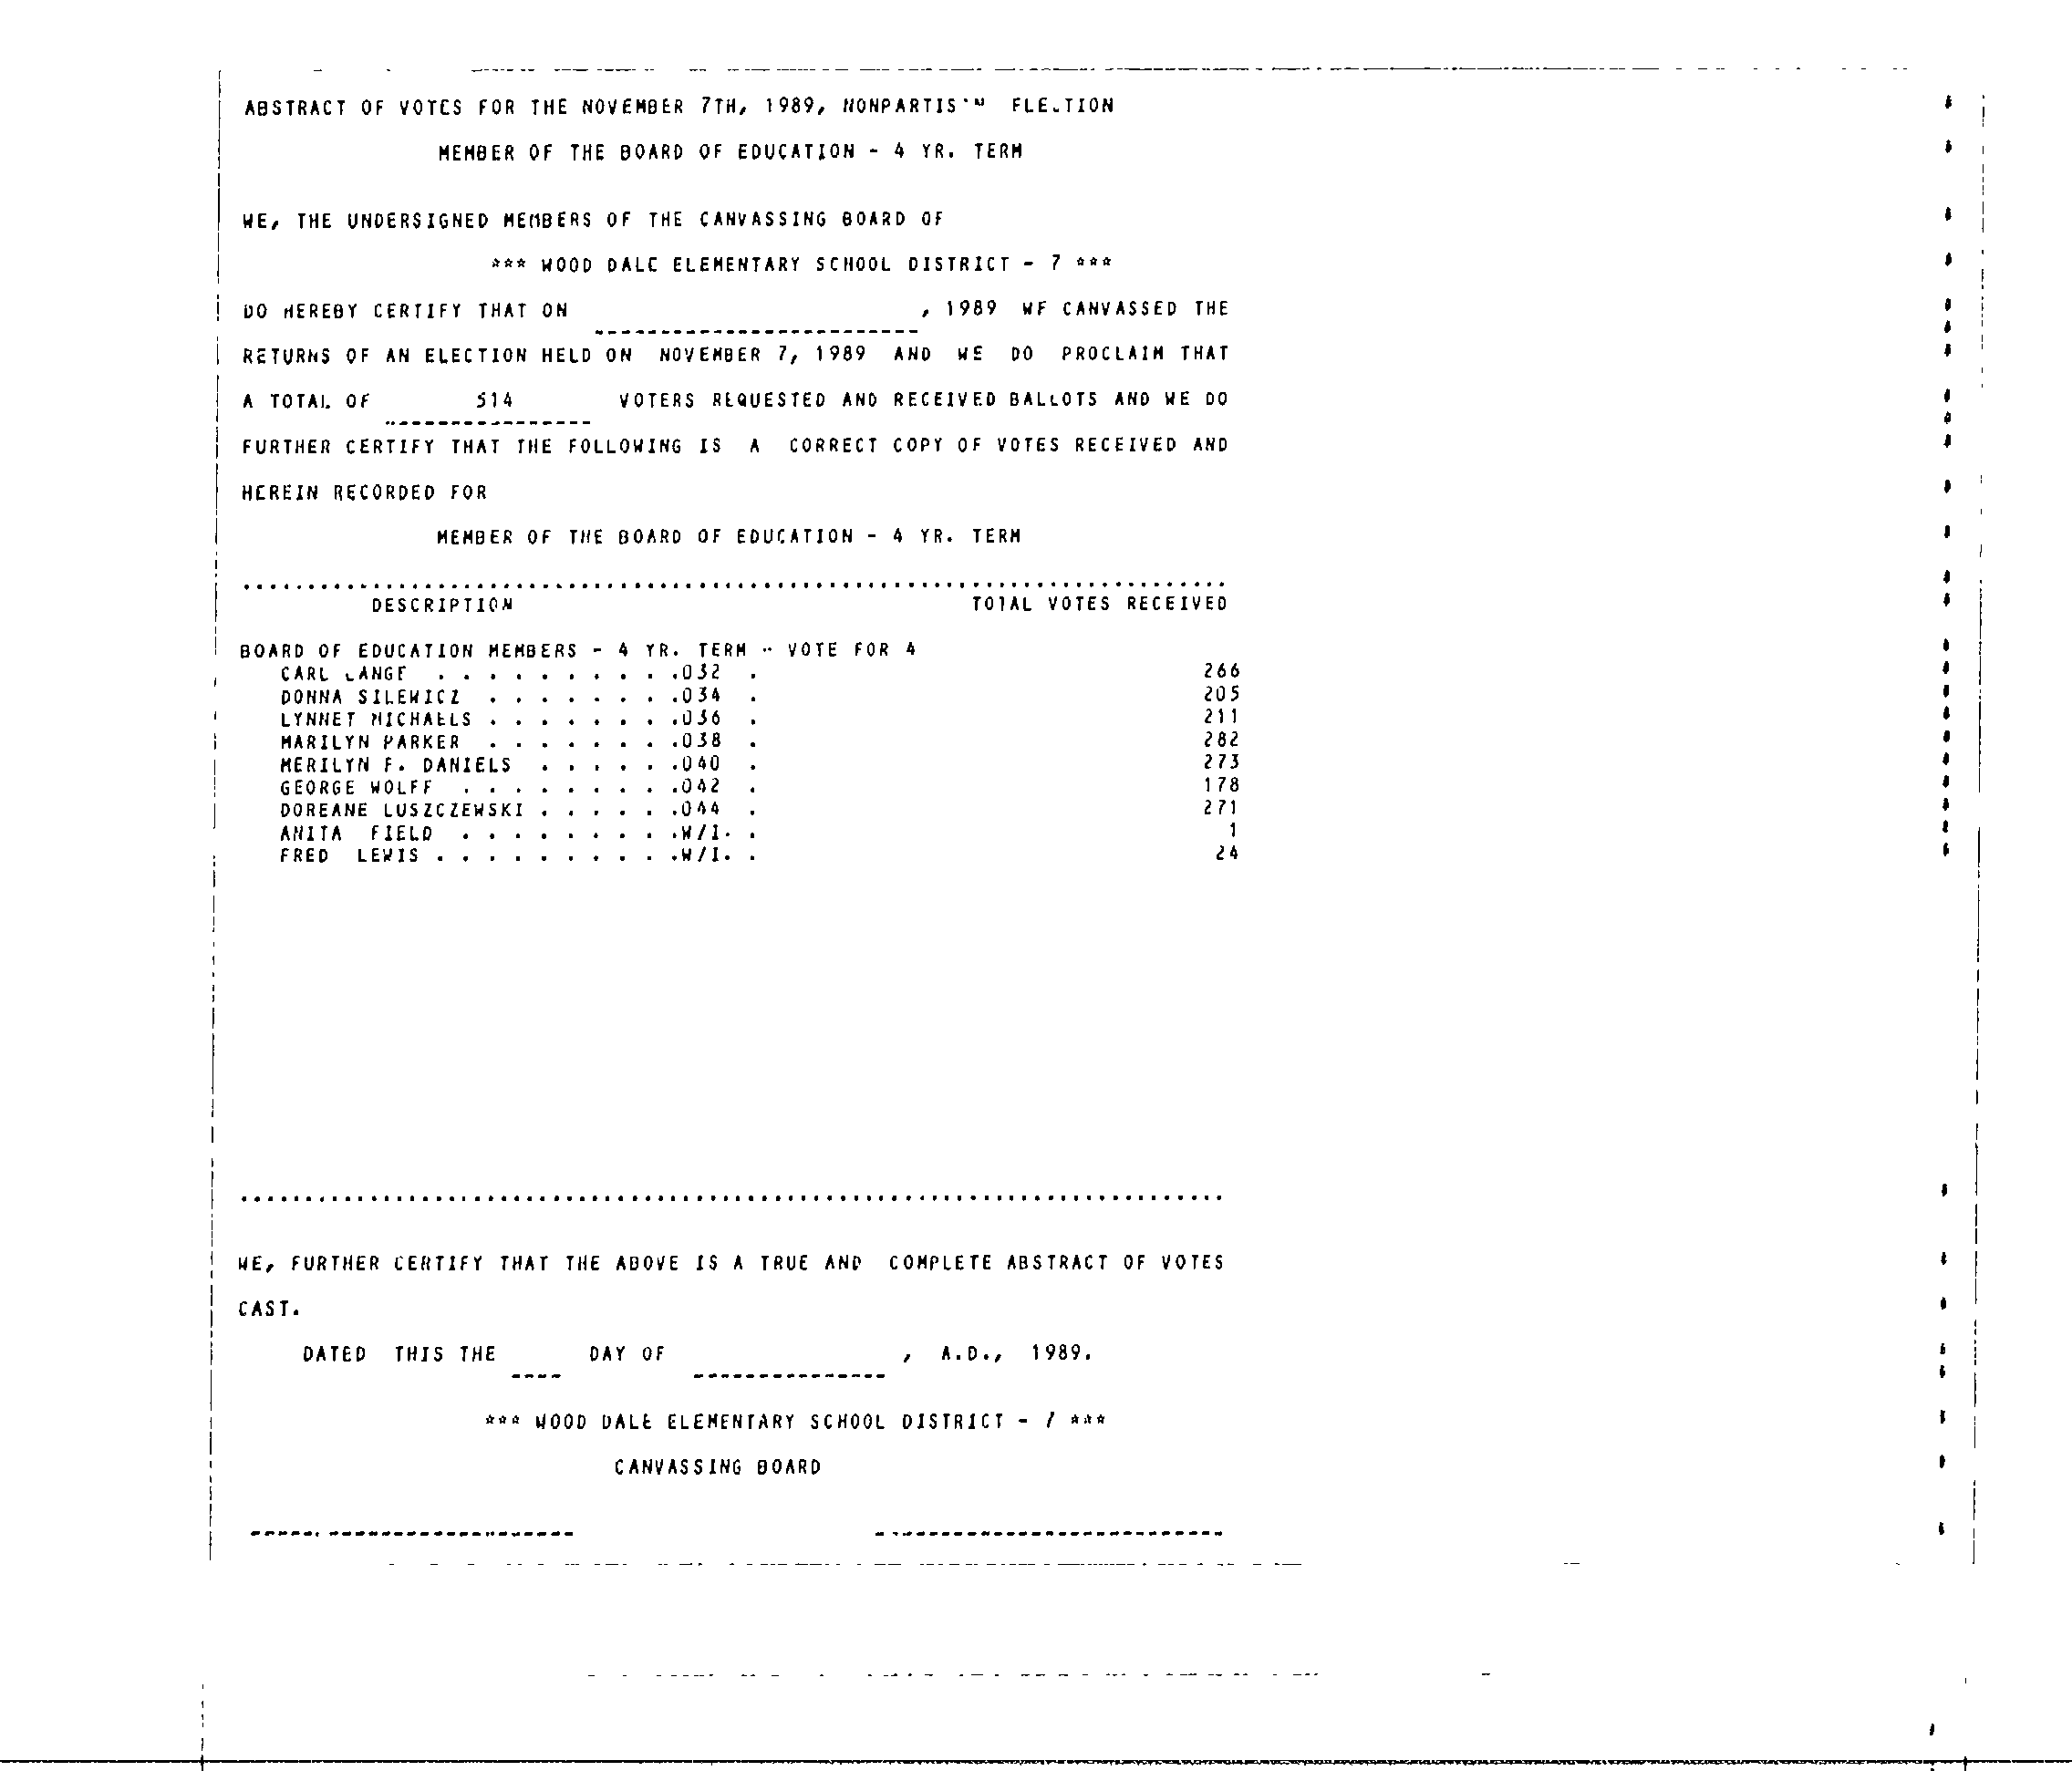 ABSTRACT OF VOTES FOR THE NOVEMBER 7TH, 1989, NONPARTIS
MEMBER OF THE BOARD OF EDUCATION - 4 YR. TERM
WE, THE UNDERSIGNED MEMBERS OF THE CANVASSING BOARD OF
*** WOOD DALE ELEMENTARY SCHOOL DISTRICT - 7 ***
DO HEREBY CERTIFY THAT ON , 1989 WE CANVASSED THE
RETURNS OF AN ELECTION HELD ON NOVEMBER 7, 1989 AND WE DO PROCLAIM THAT
A TOTAL OF 514 VOTERS REQUESTED AND RECEIVED BALLOTS AND WE DO
FURTHER CERTIFY THAT THE FOLLOWING IS A CORRECT COPY OF VOTES RECEIVED AND
HEREIN RECORDED FOR
MEMBER OF THE BOARD OF EDUCATION - 4 YR. TERM
DESCRIPTION TOTAL VOTES RECEIVED
BOARD OF EDUCATION MEMBERS - 4 YR. TERM - VOTE FOR 4
CARL LANGE . . . . . . . . . .032 . 266
DONNA SILEWICZ . . . . . . . .034 . 205
LYNNET MICHAELS . . . . . . . .036 . 211
MARILYN PARKER . . . . . . . .038 . 282
MERILYN F. DANIELS . . . . . .040 . 273
GEORGE WOLFF . . . . . . . . .042 . 178
DOREANE LUSZCZEWSKI . . . . . .044 . 271
ANITA FIELD . . . . . . . . .W/I. . 1
FRED LEWIS . . . . . . . . . .W/I. . 24
WE, FURTHER CERTIFY THAT THE ABOVE IS A TRUE AND COMPLETE ABSTRACT OF VOTES
CAST.
DATED THIS THE DAY OF , A.D., 1989.
*** WOOD DALE ELEMENTARY SCHOOL DISTRICT - 7 ***
CANVASSING BOARD